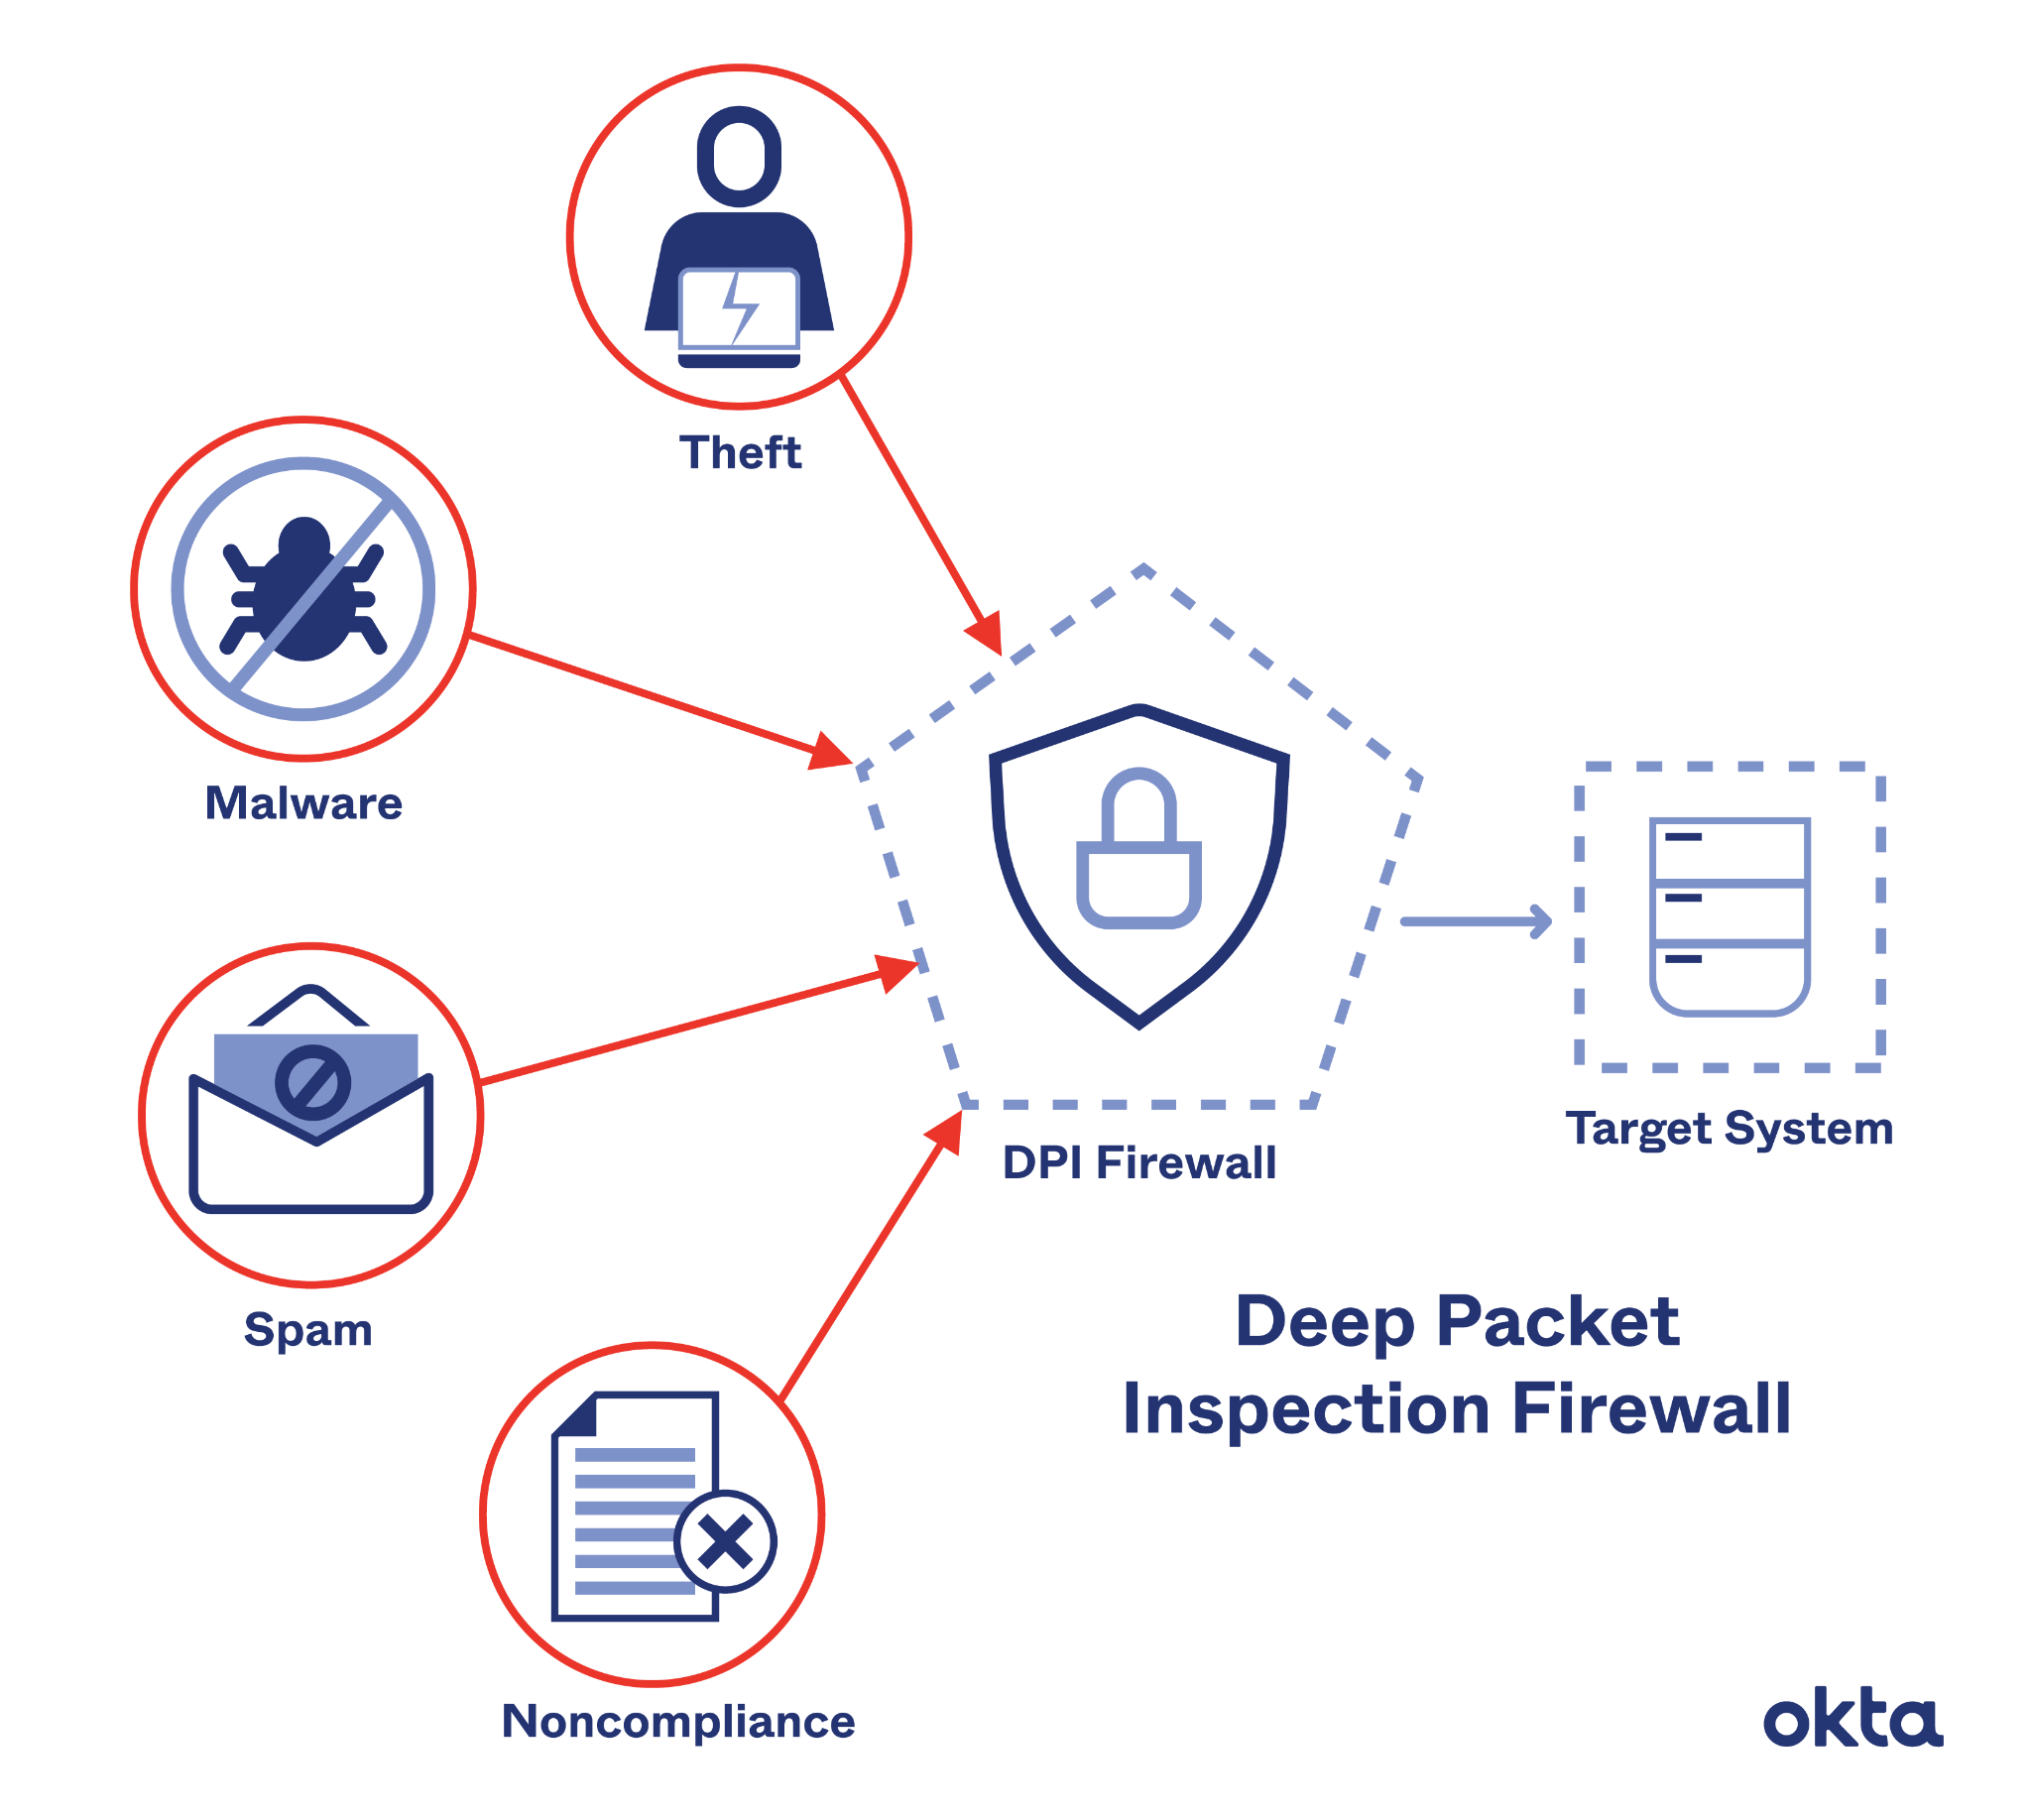 Theft
Malware
Spam
Noncompliance
DPI Firewall
Target System
Deep Packet
Inspection Firewall
okta